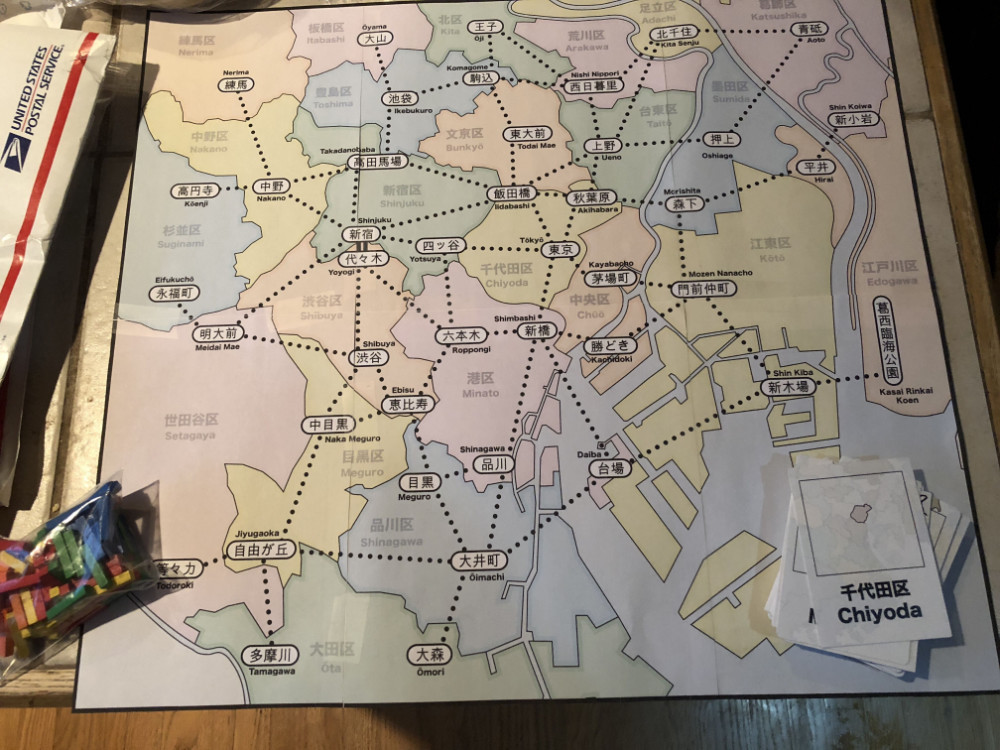 UNITED STATES
POSTAL SERVICE.
練馬区
Nerima
板橋区
Itabashi
北区
Kita
足立区
Adachi
葛飾区
Katsushika
Ōyama
大山
王子
Ōji
荒川区
Arakawa
北千住
Kita Senju
青砥
Aoto
Nerima
練馬
豊島区
Toshima
Komagome
駒込
Nishi Nippori
西日暮里
墨田区
Sumida
池袋
Ikebukuro
台東区
Taitō
Shin Koiwa
新小岩
中野区
Nakano
文京区
Bunkyō
東大前
Todai Mae
上野
Ueno
押上
Oshiage
Takadanobaba
高田馬場
平井
Hirai
高円寺
Kōenji
中野
Nakano
新宿区
Shinjuku
飯田橋
Iidabashi
秋葉原
Akihabara
Morishita
森下
杉並区
Suginami
Shinjuku
新宿
四ッ谷
Yotsuya
Tōkyō
東京
江東区
Kōtō
代々木
Yoyogi
千代田区
Chiyoda
Kayabacho
茅場町
Mozen Nanacho
門前仲町
江戸川区
Edogawa
Eifukuchō
永福町
渋谷区
Shibuya
中央区
Chūō
明大前
Meidai Mae
六本木
Roppongi
Shimbashi
新橋
勝どき
Kachidoki
葛西臨海公園
Kasai Rinkai
Koen
Shibuya
渋谷
港区
Minato
Shin Kiba
新木場
Ebisu
恵比寿
世田谷区
Setagaya
中目黒
Naka Meguro
目黒区
Meguro
Shinagawa
品川
Daiba
台場
目黒
Meguro
品川区
Shinagawa
Jiyugaoka
自由が丘
大井町
Ōimachi
等々力
Todoroki
千代田区
Chiyoda
多摩川
Tamagawa
大田区
Ōta
大森
Ōmori